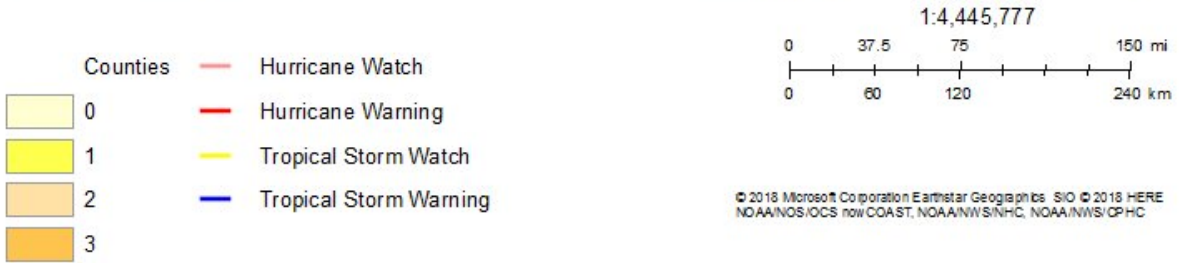 Counties
0
1
2
3
Hurricane Watch
Hurricane Warning
Tropical Storm Watch
Tropical Storm Warning
1:4,445,777
0 37.5 75 150 mi
0 60 120 240 km
© 2018 Microsoft Corporation Earthstar Geographics SIO © 2018 HERE
NOAA/NOS/OCS nowCOAST, NOAA/NWS/NHC, NOAA/NWS/CPHC